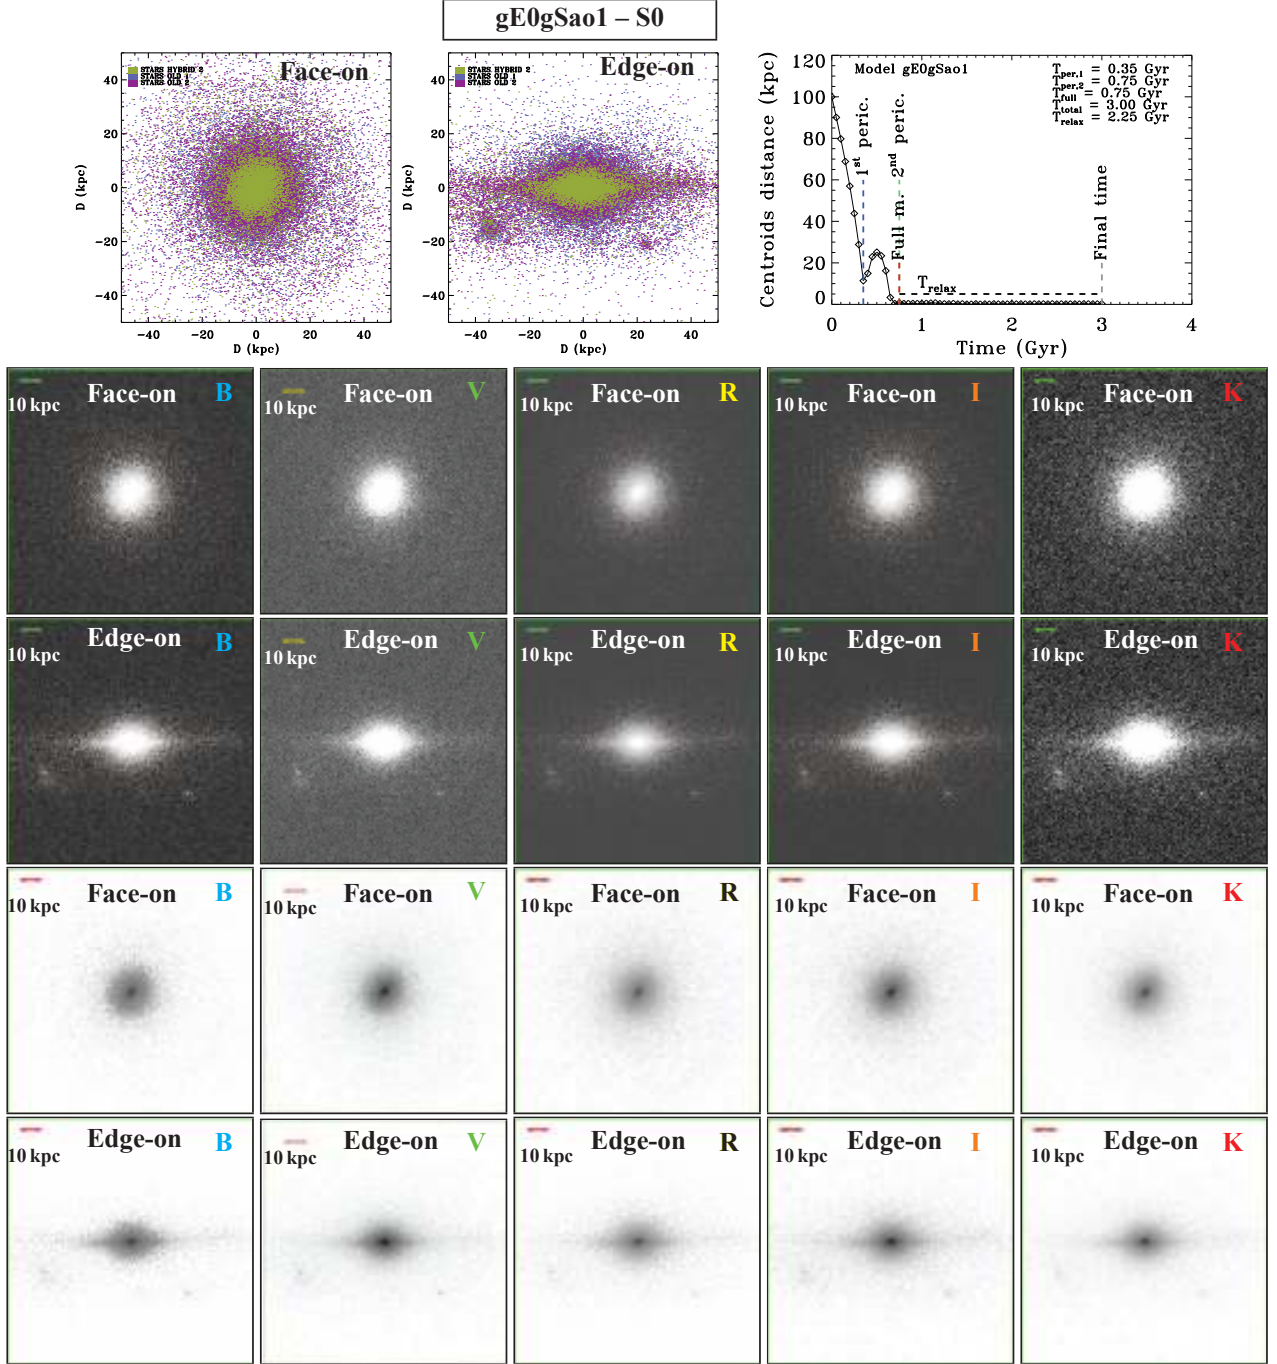 gE0gSao1 – S0
STARS HYBRID 2
STARS OLD 1
STARS OLD 2
Face-on
40
20
0
−20
−40
D (kpc)
−40 −20 0 20 40
D (kpc)
STARS HYBRID 2
STARS OLD 1
STARS OLD 2
Edge-on
40
20
0
−20
−40
D (kpc)
−40 −20 0 20 40
D (kpc)
Model gE0gSao1
Tper,1 = 0.35 Gyr
Tper,2 = 0.75 Gyr
Tfull = 0.75 Gyr
Ttotal = 3.00 Gyr
Trelax = 2.25 Gyr
120
100
80
60
40
20
0
Centroids distance (kpc)
1st peric.
Full m. 2nd peric.
Trelax
Final time
0 1 2 3 4
Time (Gyr)
10 kpc Face-on B
10 kpc Face-on V
10 kpc Face-on R
10 kpc Face-on I
10 kpc Face-on K
10 kpc Edge-on B
10 kpc Edge-on V
10 kpc Edge-on R
10 kpc Edge-on I
10 kpc Edge-on K
10 kpc Face-on B
10 kpc Face-on V
10 kpc Face-on R
10 kpc Face-on I
10 kpc Face-on K
10 kpc Edge-on B
10 kpc Edge-on V
10 kpc Edge-on R
10 kpc Edge-on I
10 kpc Edge-on K